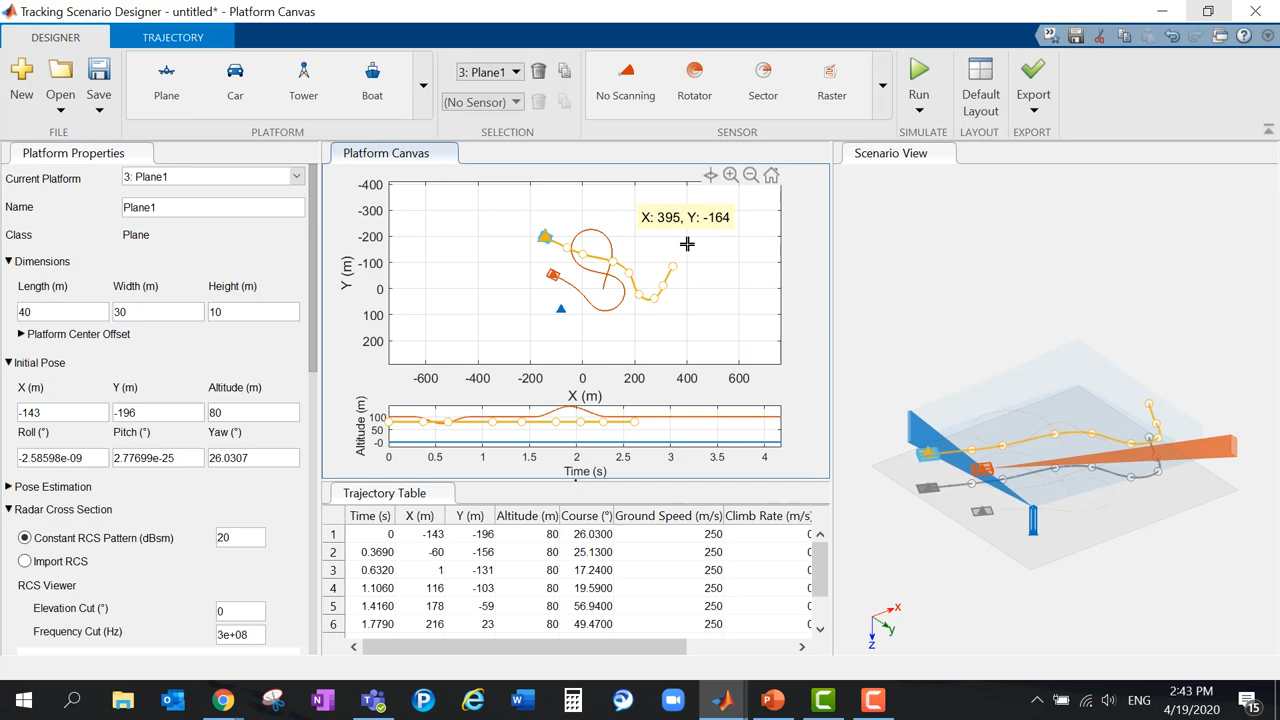 Tracking Scenario Designer - untitled* - Platform Canvas
DESIGNER
TRAJECTORY
New
Open
Save
FILE
Plane
Car
Tower
Boat
PLATFORM
3: Plane1
(No Sensor)
SELECTION
No Scanning
Rotator
Sector
Raster
SENSOR
Run
SIMULATE
Default
Layout
LAYOUT
Export
EXPORT
Platform Properties
Current Platform
3: Plane1
Name
Plane1
Class
Plane
Dimensions
Length (m)
Width (m)
Height (m)
40
30
10
Platform Center Offset
Initial Pose
X (m)
Y (m)
Altitude (m)
-143
-196
80
Roll (°)
Pitch (°)
Yaw (°)
-2.58598e-09
2.77699e-25
26.0307
Pose Estimation
Radar Cross Section
Constant RCS Pattern (dBsm)
20
Import RCS
RCS Viewer
Elevation Cut (°)
0
Frequency Cut (Hz)
3e+08
Platform Canvas
-400
-300
-200
-100
0
100
200
Y (m)
X: 395, Y: -164
-600
-400
-200
0
200
400
600
X (m)
Altitude (m)
100
50
-0
0
0.5
1
1.5
2
2.5
3
3.5
4
Time (s)
Trajectory Table
Time (s) X (m) Y (m) Altitude (m) Course (°) Ground Speed (m/s) Climb Rate (m/s)
1 0 -143 -196 80 26.0300 250 0
2 0.3690 -60 -156 80 25.1300 250 0
3 0.6320 1 -131 80 17.2400 250 0
4 1.1060 116 -103 80 19.5900 250 0
5 1.4160 178 -59 80 56.9400 250 0
6 1.7790 216 23 80 49.4700 250 0
Scenario View
x
y
z
ENG
2:43 PM
4/19/2020
15